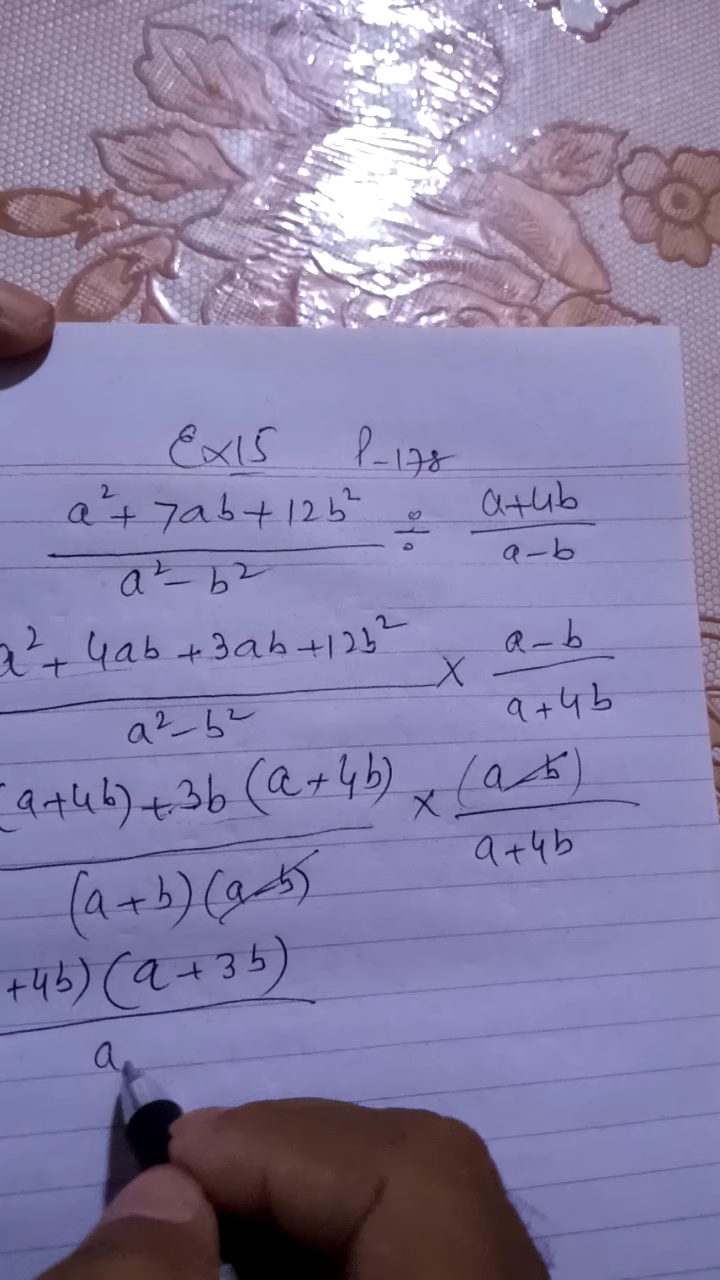 Ex15 P-178
a²+7ab+12b² ÷ a+4b
a²-b² a-b
a²+4ab+3ab+12b² × a-b
a²-b² a+4b
(a+4b)+3b(a+4b) × (a-b)
(a+b)(a-b) a+4b
+4b)(a+3b)
a